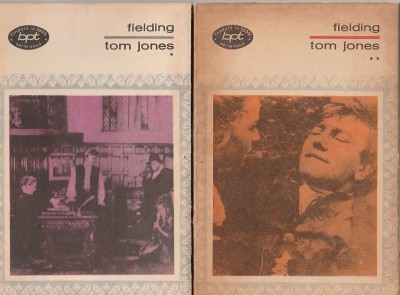 bpt
fielding
tom jones
*
bpt
fielding
tom jones
**